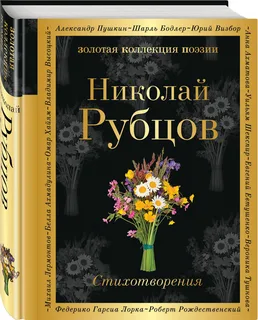 Александр Пушкин~Шарль Бодлер~Юрий Визбор
золотая коллекция поэзии
Николай
Рубцов
Стихотворения
Федерико Гарсиа Лорка~Роберт Рождественский
Михаил Лермонтов~Белла Ахмадулина~Омар Хайям~Владимир Высоцкий
Анна Ахматова~Уильям Шекспир~Евгений Евтушенко~Вероника Тушнова
Рубцов